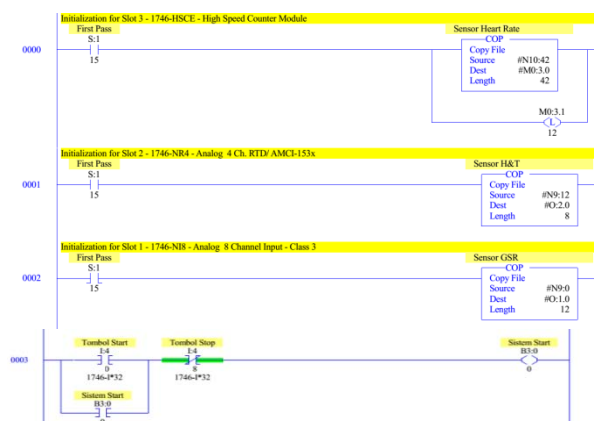 Initialization for Slot 3 - 1746-HSCE - High Speed Counter Module
First Pass
S:1
15
Sensor Heart Rate
COP
Copy File
Source #N10:42
Dest #M0:3.0
Length 42
0000
M0:3.1
L
12
Initialization for Slot 2 - 1746-NR4 - Analog 4 Ch. RTD/ AMCI-153x
First Pass
S:1
15
Sensor H&T
COP
Copy File
Source #N9:12
Dest #O:2.0
Length 8
0001
Initialization for Slot 1 - 1746-NI8 - Analog 8 Channel Input - Class 3
First Pass
S:1
15
Sensor GSR
COP
Copy File
Source #N9:0
Dest #O:1.0
Length 12
0002
Tombol Start
I:4
0
1746-I*32
Tombol Stop
I:4
8
1746-I*32
Sistem Start
B3:0
0
0003
Sistem Start
B3:0